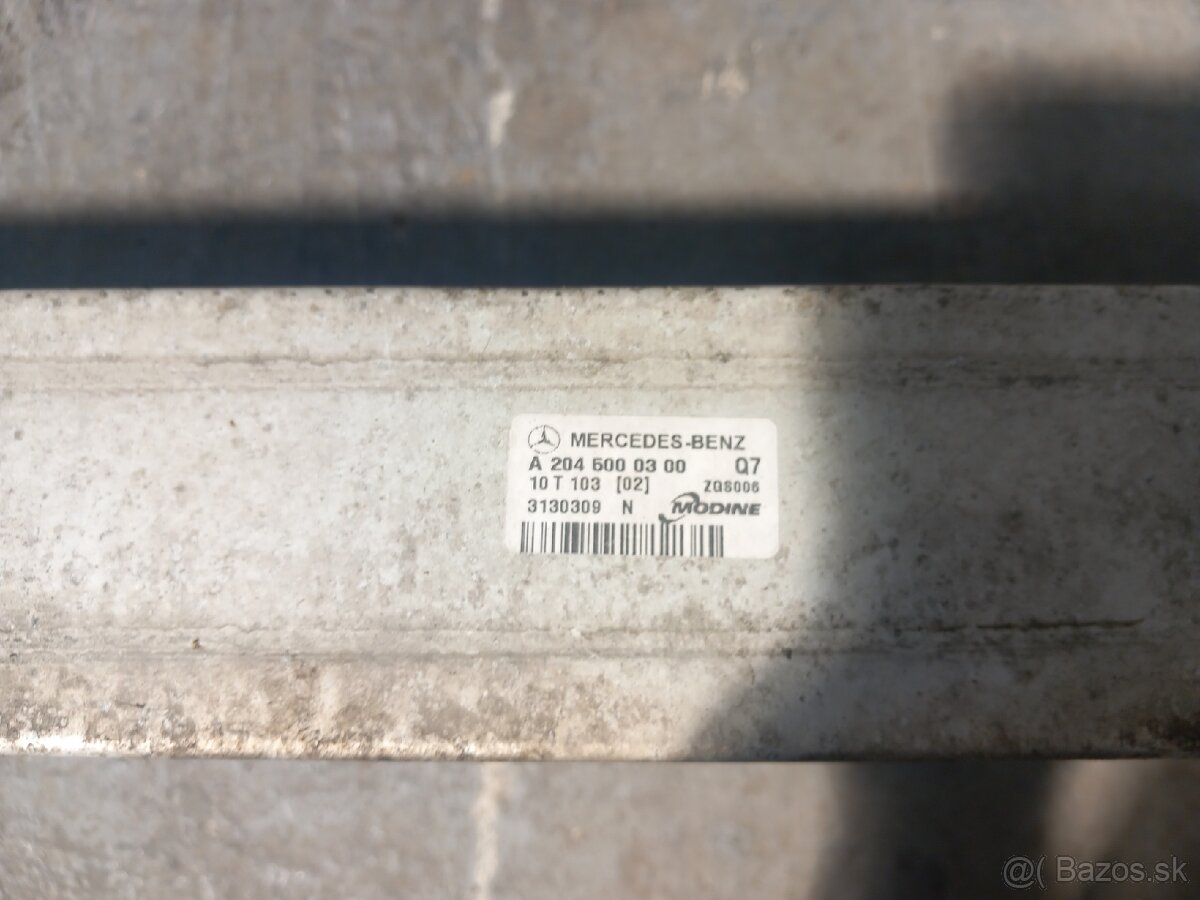 MERCEDES-BENZ
A 204 500 03 00 Q7
10 T 103 [02] ZQS006
3130309 N MODINE
@( Bazos.sk